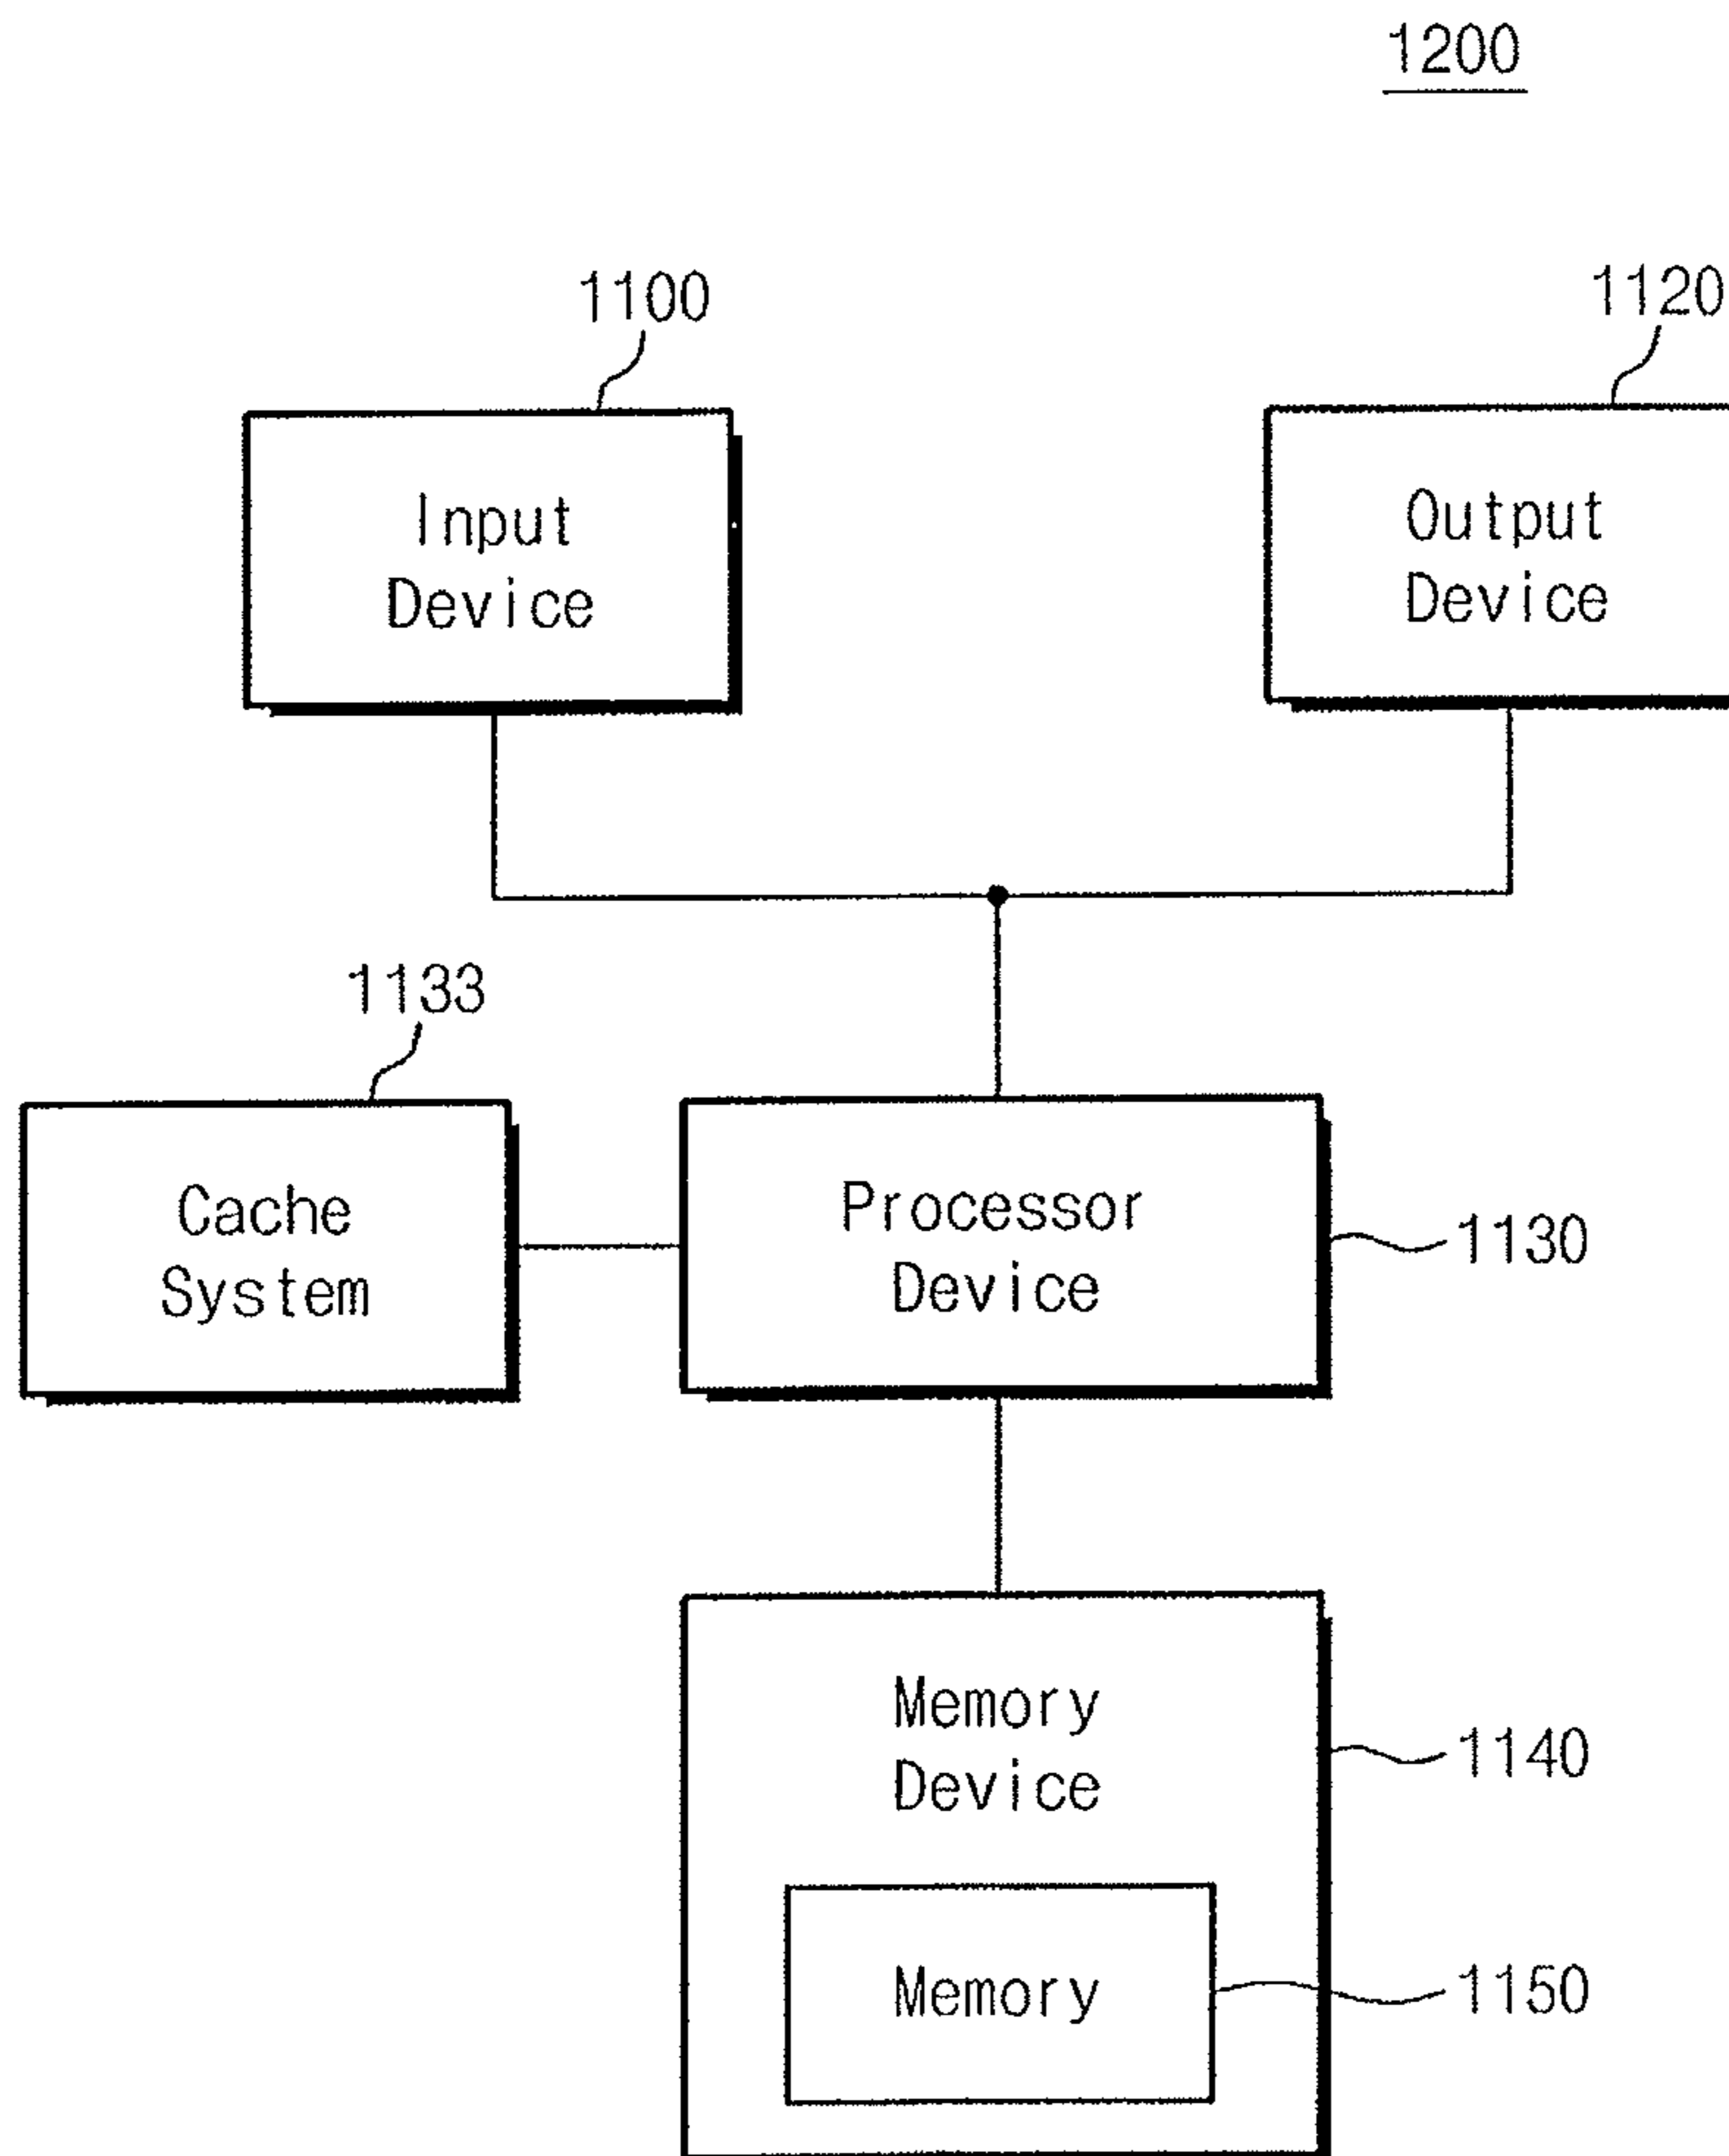 1200
1100
1120
Input
Device
Output
Device
1133
Cache
System
Processor
Device
1130
Memory
Device
1140
Memory
1150